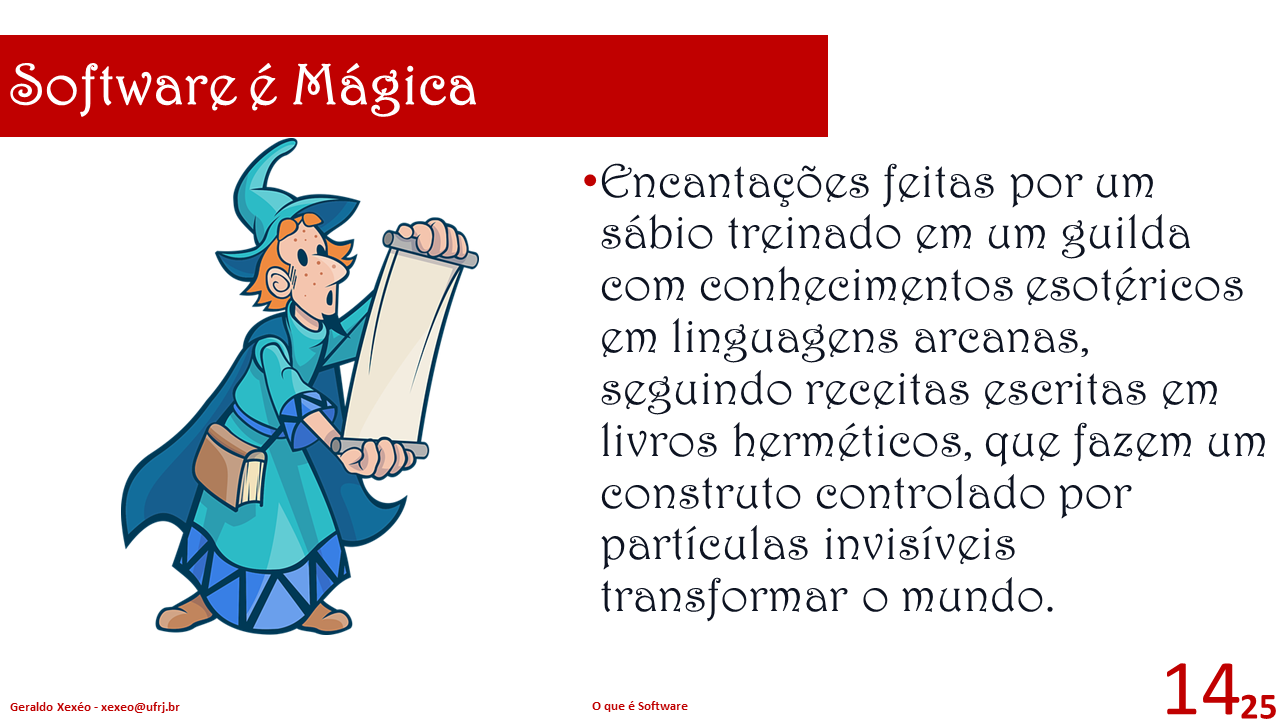 Software é Mágica
•Encantações feitas por um
sábio treinado em um guilda
com conhecimentos esotéricos
em linguagens arcanas,
seguindo receitas escritas em
livros herméticos, que fazem um
construto controlado por
partículas invisíveis
transformar o mundo.
Geraldo Xexéo - xexeo@ufrj.br
O que é Software
14 25